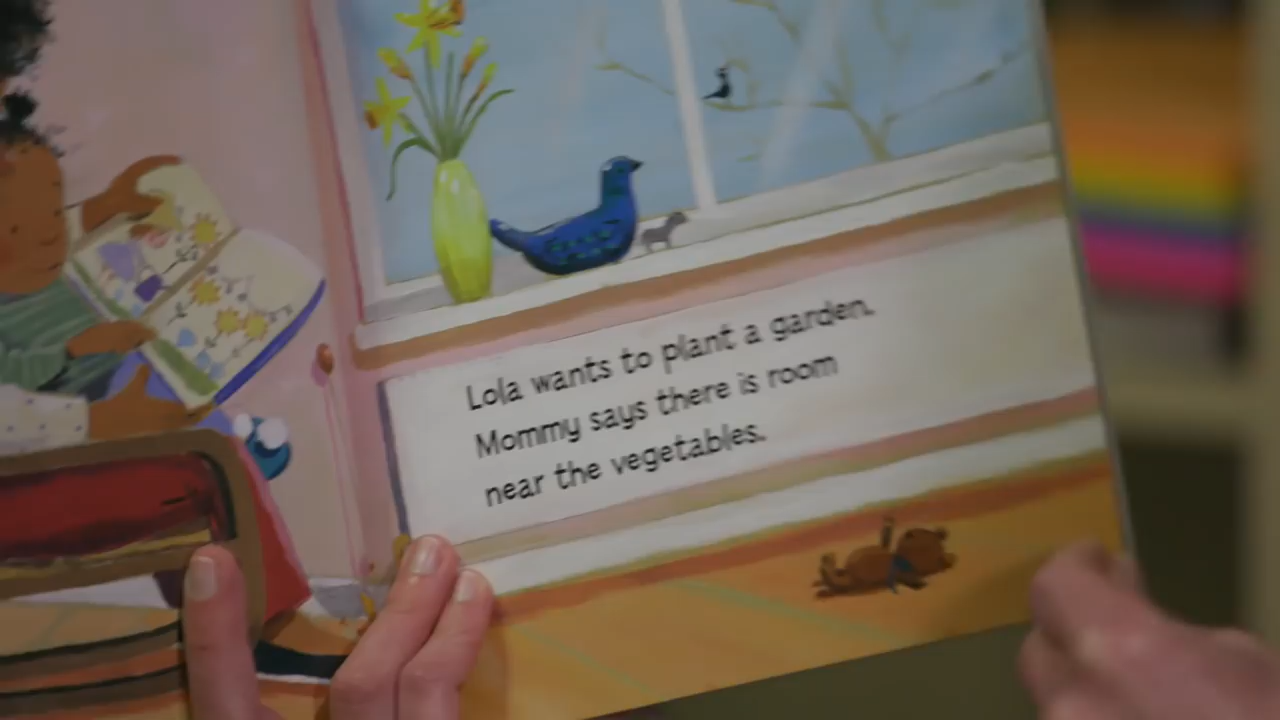 Lola wants to plant a garden.
Mommy says there is room
near the vegetables.